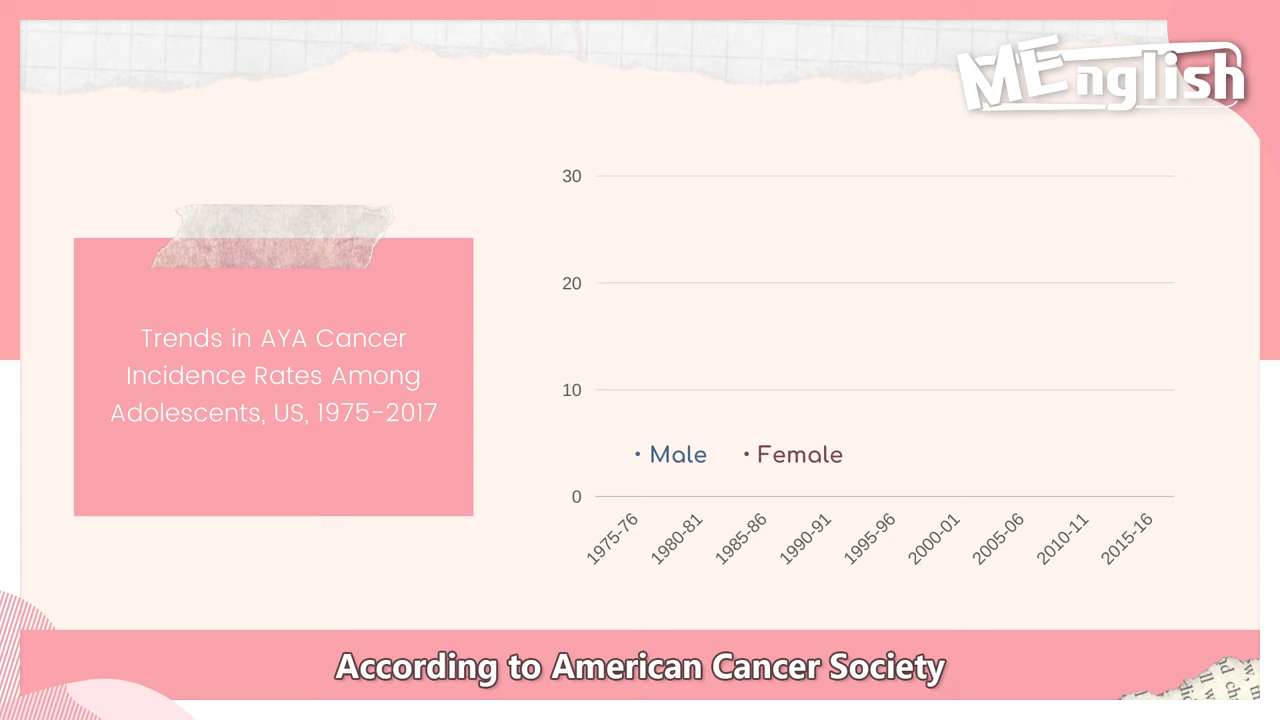 MEnglish
Trends in AYA Cancer
Incidence Rates Among
Adolescents, US, 1975-2017
30
20
10
0
• Male • Female
1975-76 1980-81 1985-86 1990-91 1995-96 2000-01 2005-06 2010-11 2015-16
According to American Cancer Society